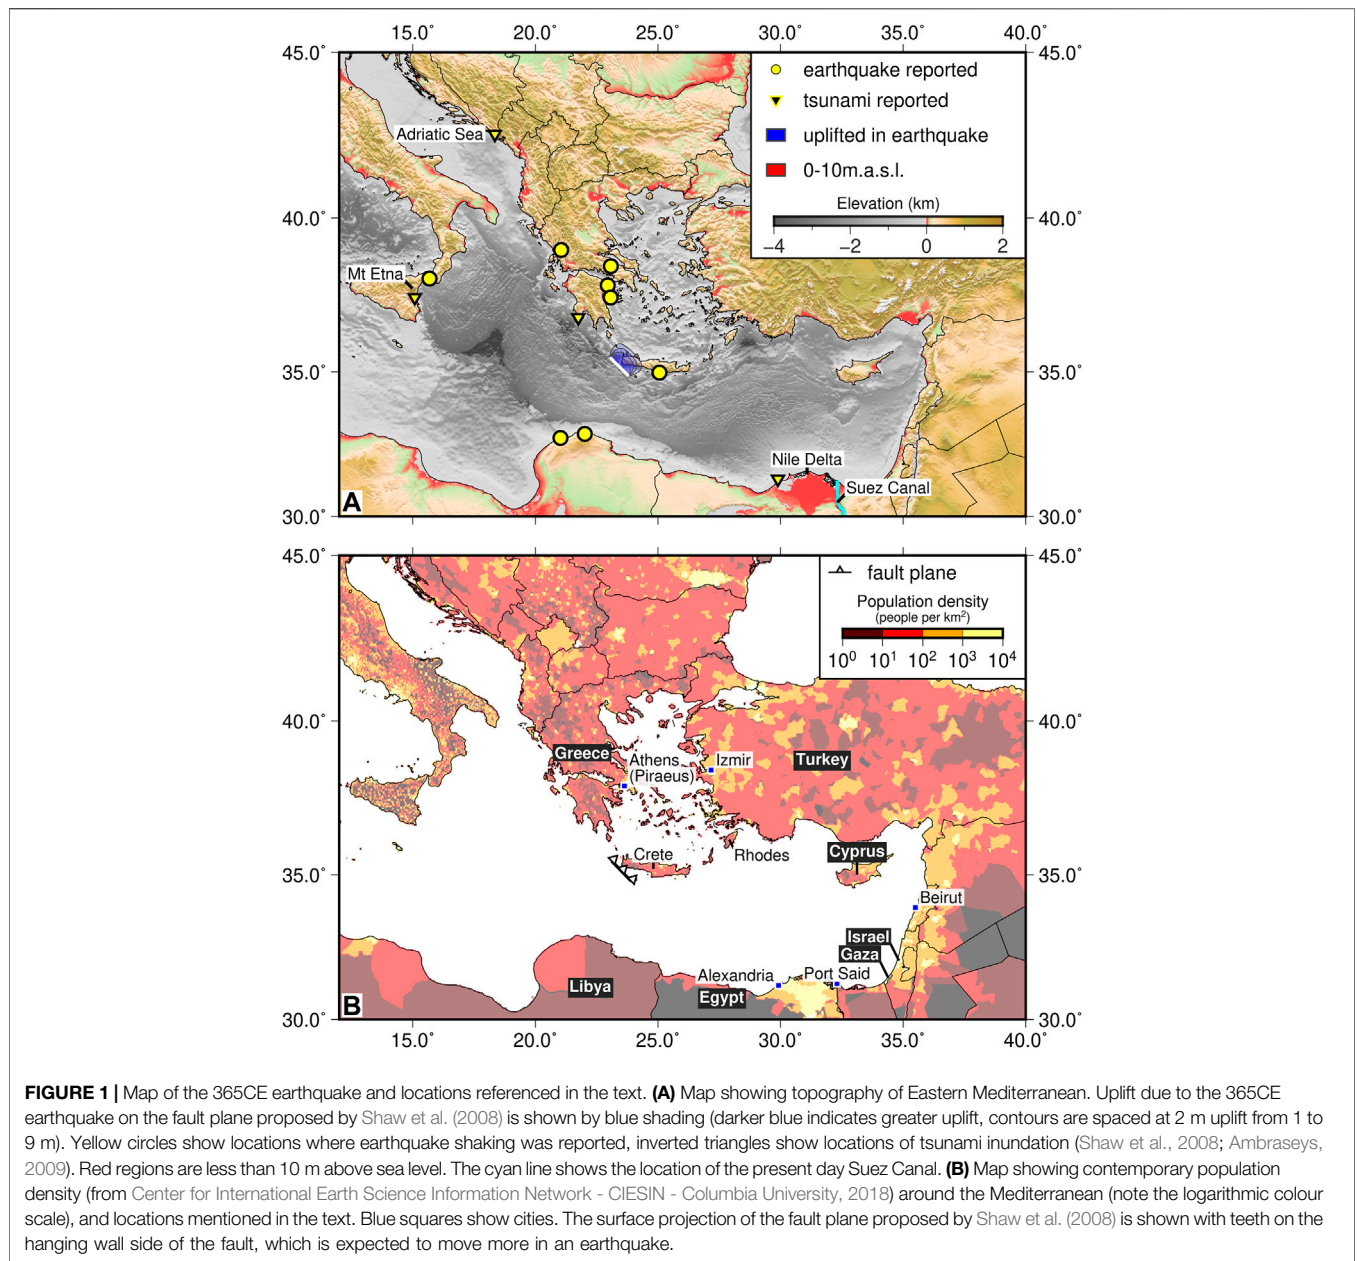 15.0° 20.0° 25.0° 30.0° 35.0° 40.0°
45.0° 45.0°
earthquake reported
tsunami reported
Adriatic Sea
uplifted in earthquake
0-10m.a.s.l.
Elevation (km)
40.0° 40.0°
−4 −2 0 2
Mt Etna
35.0° 35.0°
Nile Delta
Suez Canal
A
30.0° 30.0°
45.0° 45.0°
fault plane
Population density
(people per km²)
10⁰ 10¹ 10² 10³ 10⁴
40.0° 40.0°
Greece Athens Izmir Turkey
(Piraeus)
Crete Rhodes Cyprus
35.0° 35.0°
Beirut
Israel
Gaza
Alexandria Port Said
Libya Egypt
B
30.0° 30.0°
15.0° 20.0° 25.0° 30.0° 35.0° 40.0°
FIGURE 1 | Map of the 365CE earthquake and locations referenced in the text. (A) Map showing topography of Eastern Mediterranean. Uplift due to the 365CE
earthquake on the fault plane proposed by Shaw et al. (2008) is shown by blue shading (darker blue indicates greater uplift, contours are spaced at 2 m uplift from 1 to
9 m). Yellow circles show locations where earthquake shaking was reported, inverted triangles show locations of tsunami inundation (Shaw et al., 2008; Ambraseys,
2009). Red regions are less than 10 m above sea level. The cyan line shows the location of the present day Suez Canal. (B) Map showing contemporary population
density (from Center for International Earth Science Information Network - CIESIN - Columbia University, 2018) around the Mediterranean (note the logarithmic colour
scale), and locations mentioned in the text. Blue squares show cities. The surface projection of the fault plane proposed by Shaw et al. (2008) is shown with teeth on the
hanging wall side of the fault, which is expected to move more in an earthquake.